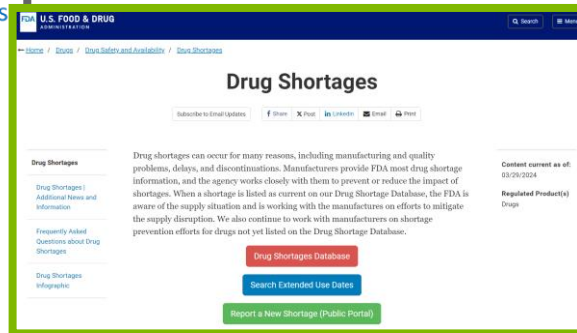 s
FDA U.S. FOOD & DRUG
ADMINISTRATION
Search
Menu
← Home / Drugs / Drug Safety and Availability / Drug Shortages
Drug Shortages
Subscribe to Email Updates
Share
Post
Linkedin
Email
Print
Drug Shortages
Drug Shortages |
Additional News and
Information
Frequently Asked
Questions about Drug
Shortages
Drug Shortages
Infographic
Drug shortages can occur for many reasons, including manufacturing and quality
problems, delays, and discontinuations. Manufacturers provide FDA most drug shortage
information, and the agency works closely with them to prevent or reduce the impact of
shortages. When a shortage is listed as current on our Drug Shortage Database, the FDA is
aware of the supply situation and is working with the manufactures on efforts to mitigate
the supply disruption. We also continue to work with manufacturers on shortage
prevention efforts for drugs not yet listed on the Drug Shortage Database.
Drug Shortages Database
Search Extended Use Dates
Report a New Shortage (Public Portal)
Content current as of:
03/29/2024
Regulated Product(s)
Drugs